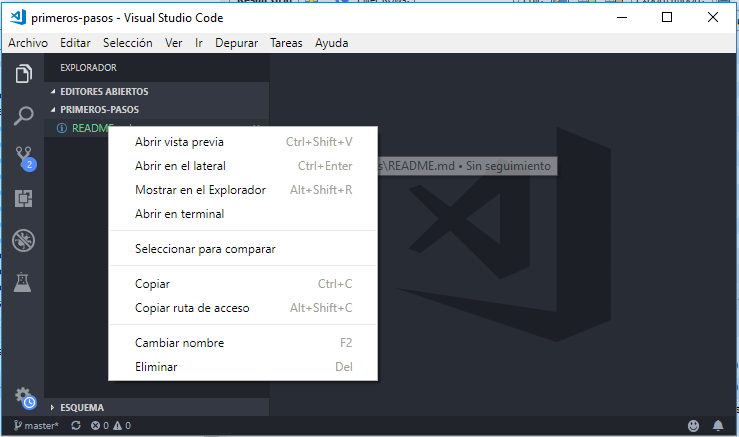 primeros-pasos - Visual Studio Code
Archivo Editar Selección Ver Ir Depurar Tareas Ayuda
EXPLORADOR
EDITORES ABIERTOS
PRIMEROS-PASOS
README
Abrir vista previa Ctrl+Shift+V
Abrir en el lateral Ctrl+Enter
s\README.md • Sin seguimiento
Mostrar en el Explorador Alt+Shift+R
Abrir en terminal
Seleccionar para comparar
Copiar Ctrl+C
Copiar ruta de acceso Alt+Shift+C
Cambiar nombre F2
Eliminar Del
2
ESQUEMA
master* 0 0